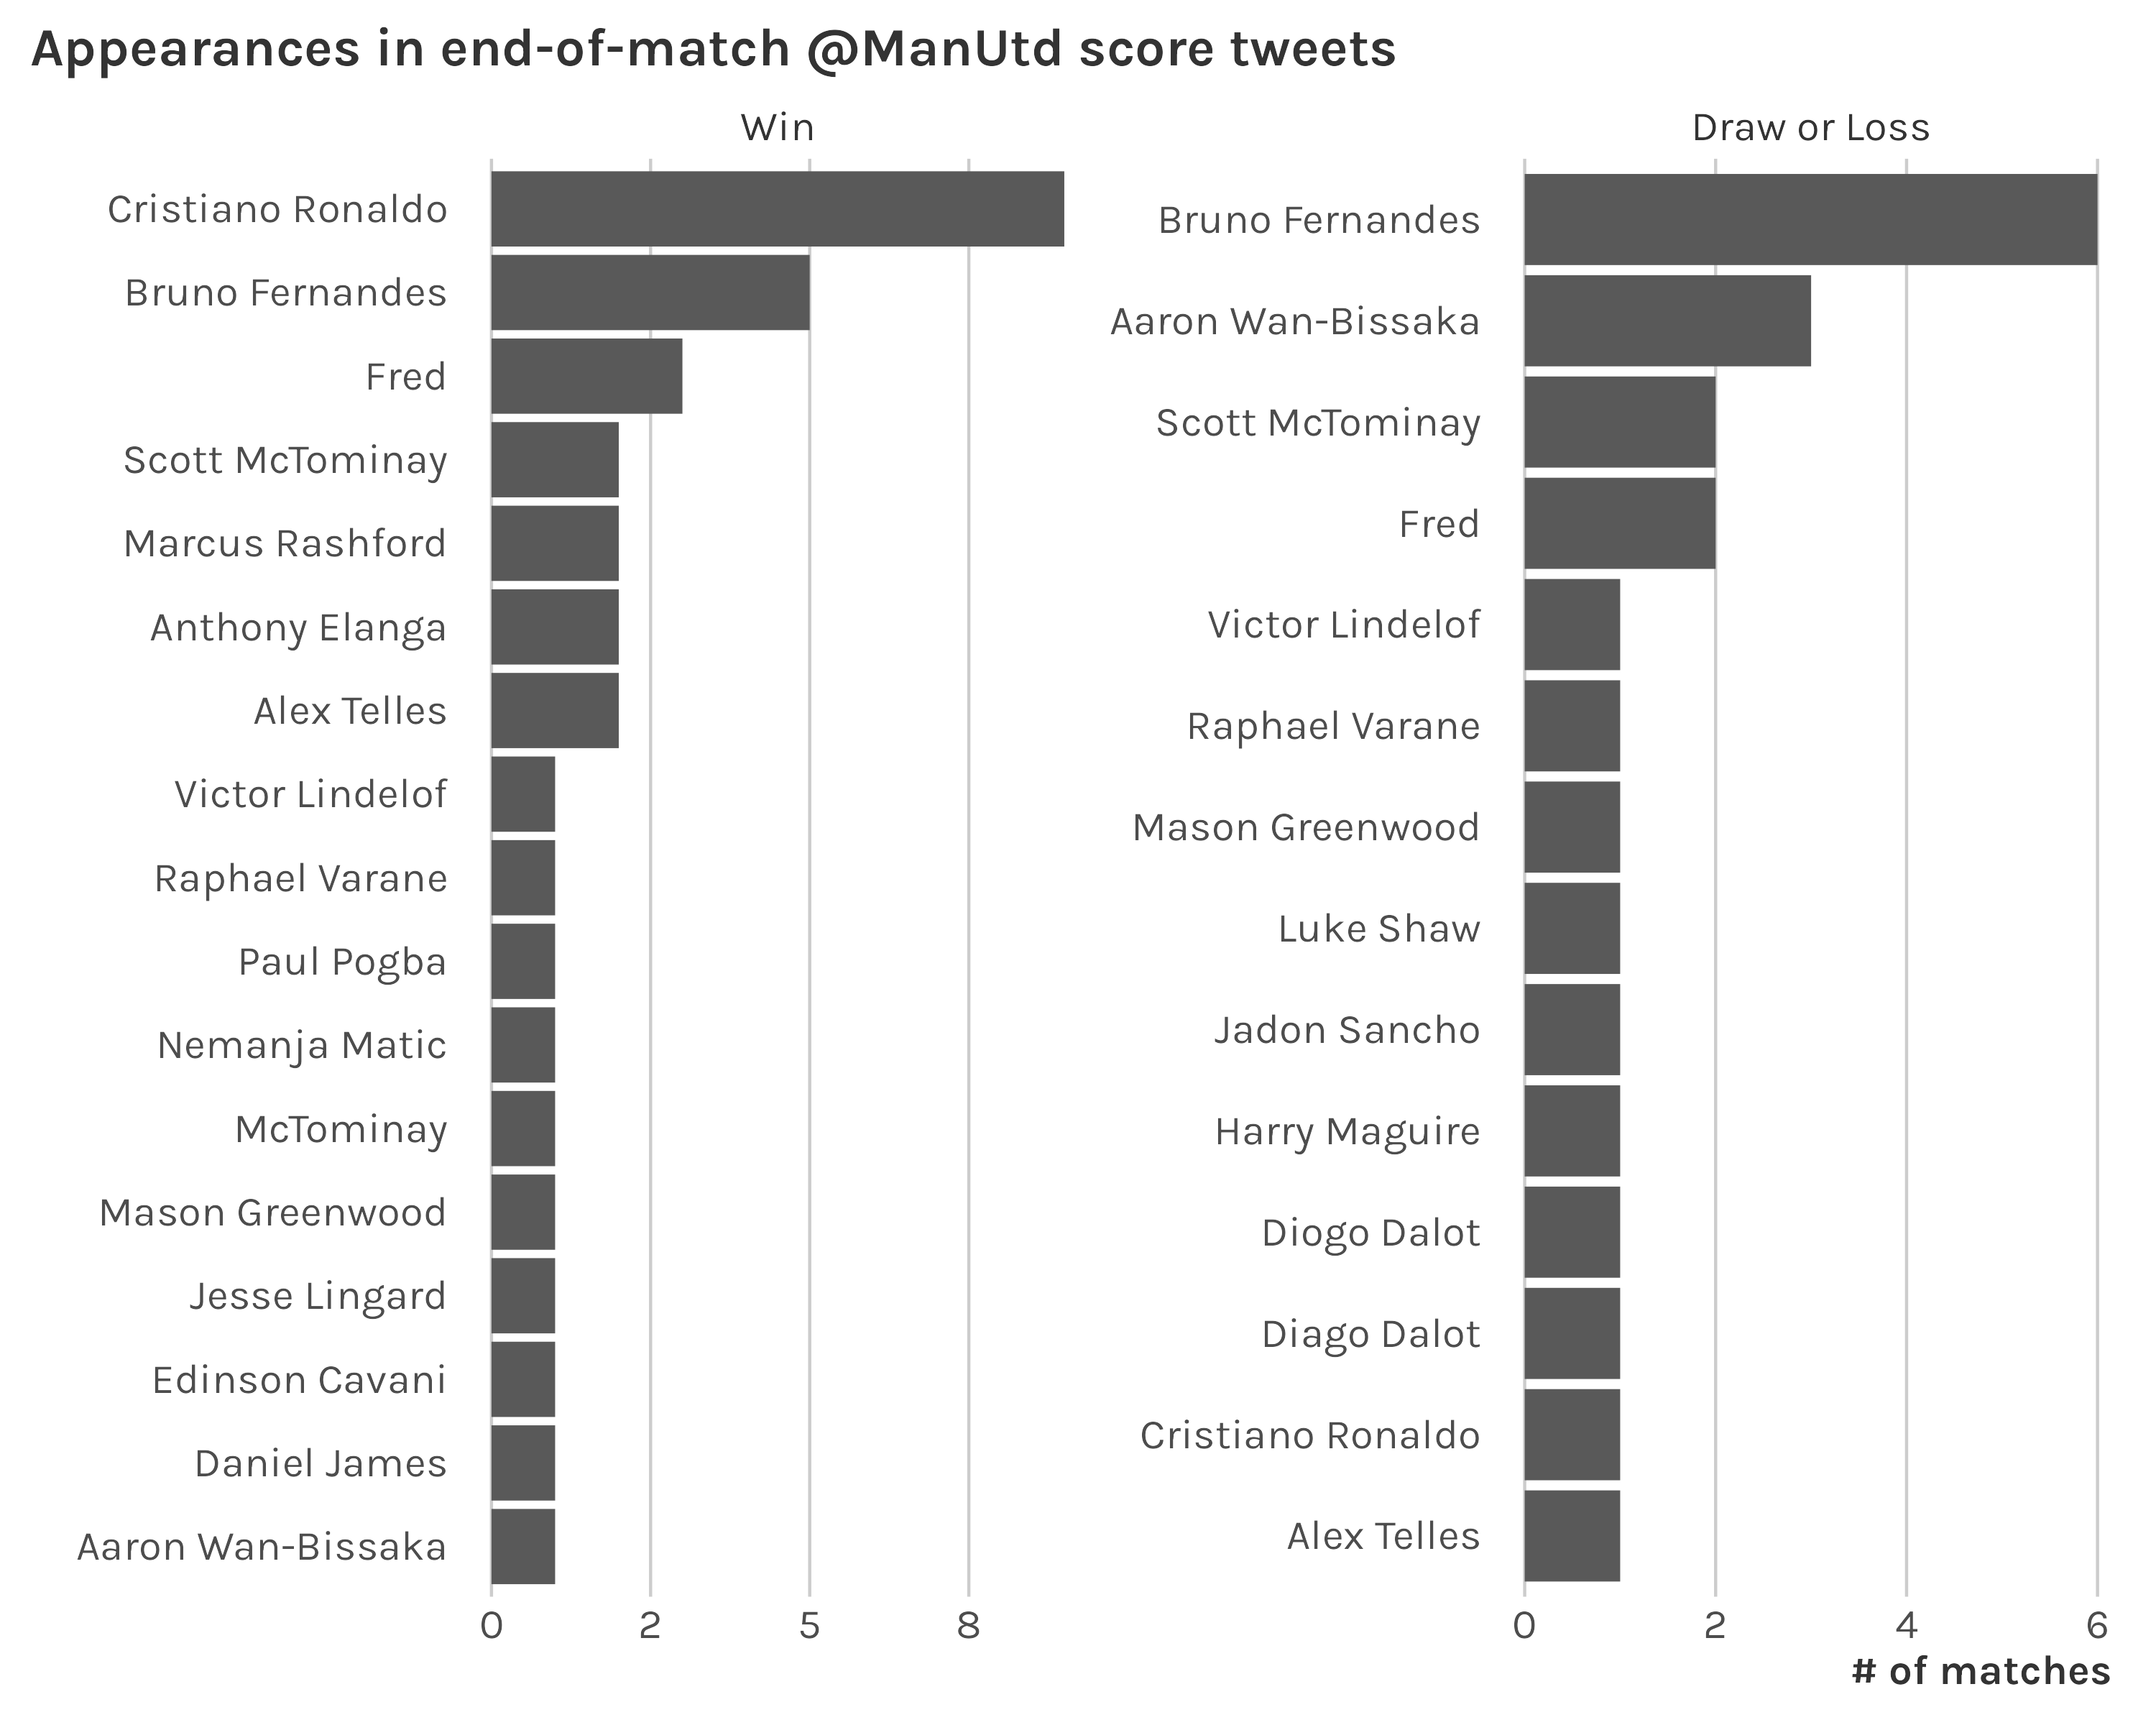 Appearances in end-of-match @ManUtd score tweets
Win
Cristiano Ronaldo
Bruno Fernandes
Fred
Scott McTominay
Marcus Rashford
Anthony Elanga
Alex Telles
Victor Lindelof
Raphael Varane
Paul Pogba
Nemanja Matic
McTominay
Mason Greenwood
Jesse Lingard
Edinson Cavani
Daniel James
Aaron Wan-Bissaka
0 2 5 8
Draw or Loss
Bruno Fernandes
Aaron Wan-Bissaka
Scott McTominay
Fred
Victor Lindelof
Raphael Varane
Mason Greenwood
Luke Shaw
Jadon Sancho
Harry Maguire
Diogo Dalot
Diago Dalot
Cristiano Ronaldo
Alex Telles
0 2 4 6
# of matches